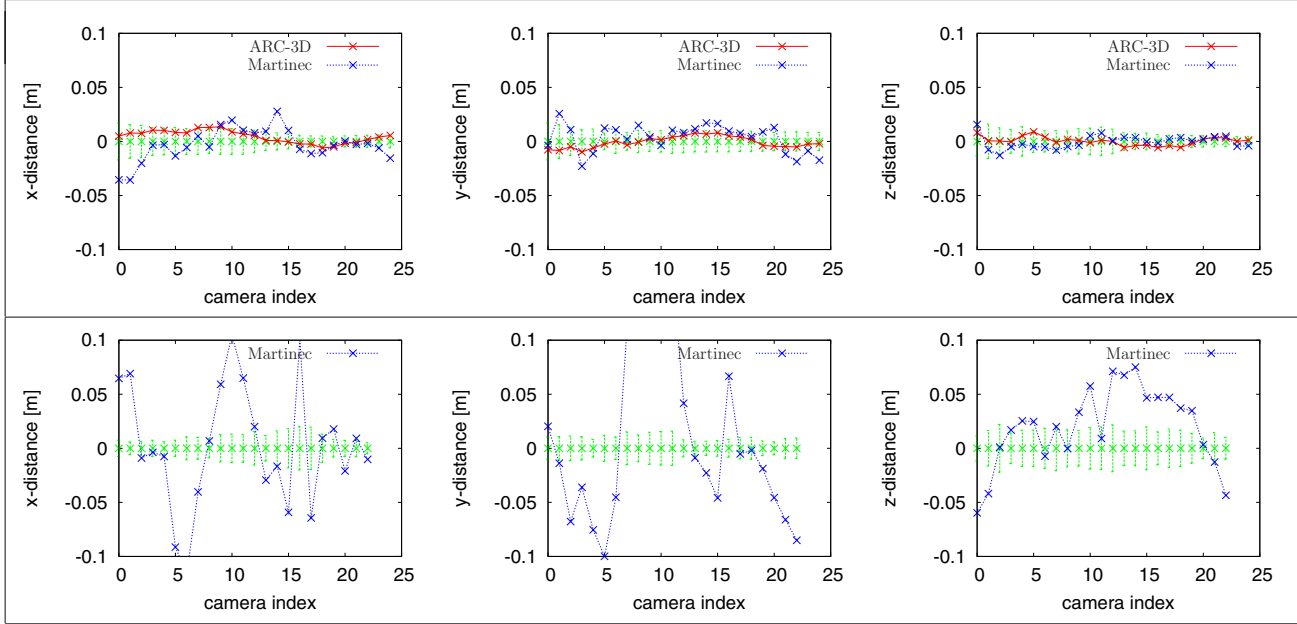 0.1
0.05
0
-0.05
-0.1
x-distance [m]
0 5 10 15 20 25
camera index
ARC-3D
Martinec
0.1
0.05
0
-0.05
-0.1
y-distance [m]
0 5 10 15 20 25
camera index
ARC-3D
Martinec
0.1
0.05
0
-0.05
-0.1
z-distance [m]
0 5 10 15 20 25
camera index
ARC-3D
Martinec
0.1
0.05
0
-0.05
-0.1
x-distance [m]
0 5 10 15 20 25
camera index
Martinec
0.1
0.05
0
-0.05
-0.1
y-distance [m]
0 5 10 15 20 25
camera index
Martinec
0.1
0.05
0
-0.05
-0.1
z-distance [m]
0 5 10 15 20 25
camera index
Martinec